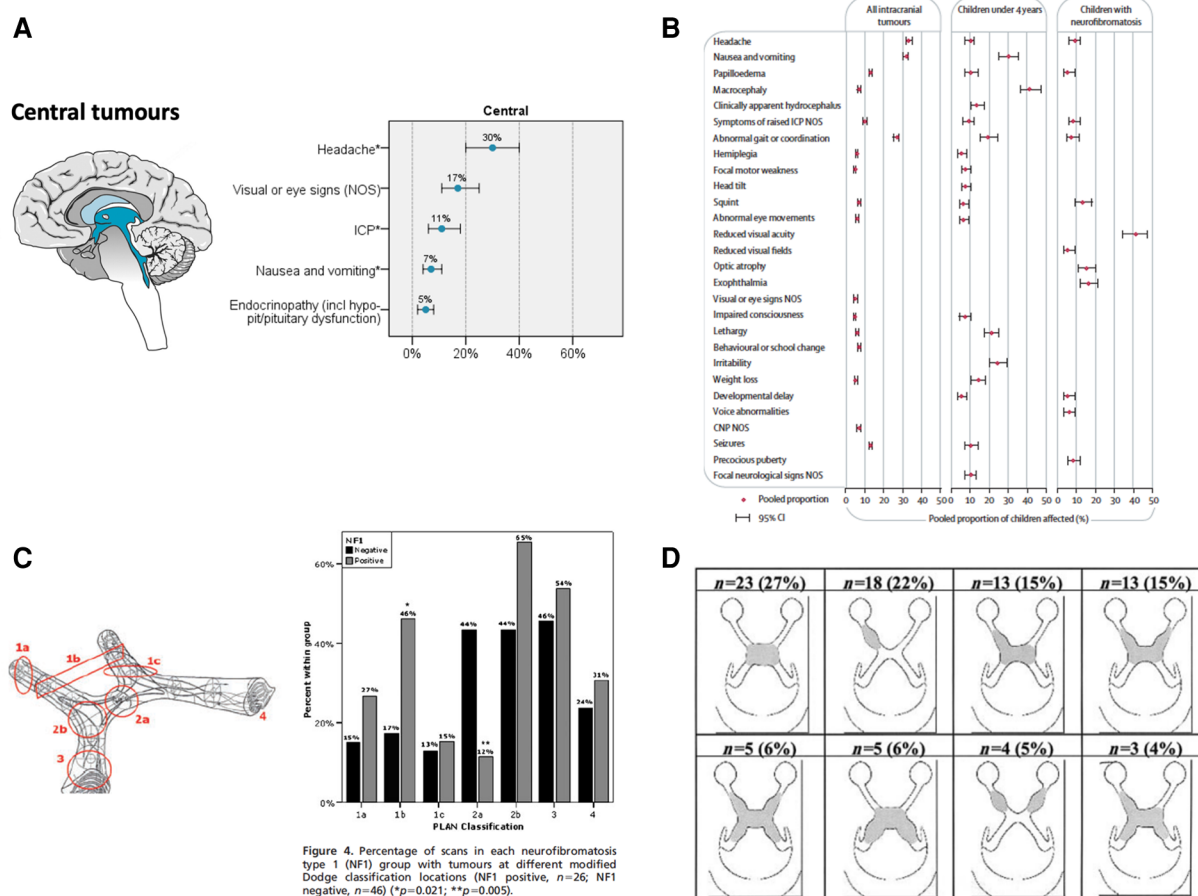 A
Central tumours
Central
Headache*
30%
Visual or eye signs (NOS)
17%
ICP*
11%
Nausea and vomiting*
7%
Endocrinopathy (incl hypo-
pit/pituitary dysfunction)
5%
0% 20% 40% 60%
B
All intracranial
tumours
Children under 4 years
Children with
neurofibromatosis
Headache
Nausea and vomiting
Papilloedema
Macrocephaly
Clinically apparent hydrocephalus
Symptoms of raised ICP NOS
Abnormal gait or coordination
Hemiplegia
Focal motor weakness
Head tilt
Squint
Abnormal eye movements
Reduced visual acuity
Reduced visual fields
Optic atrophy
Exophthalmia
Visual or eye signs NOS
Impaired consciousness
Lethargy
Behavioural or school change
Irritability
Weight loss
Developmental delay
Voice abnormalities
CNP NOS
Seizures
Precocious puberty
Focal neurological signs NOS
0 10 20 30 40 50 0 10 20 30 40 50 0 10 20 30 40 50
Pooled proportion
95% CI
Pooled proportion of children affected (%)
C
1a
1b
1c
2a
2b
3
4
NF1
Negative
Positive
Percent within group
60%
40%
20%
0%
15% 27% 17% 46% * 13% 15% 44% 12% ** 44% 65% 46% 54% 24% 31%
1a 1b 1c 2a 2b 3 4
PLAN Classification
Figure 4. Percentage of scans in each neurofibromatosis
type 1 (NF1) group with tumours at different modified
Dodge classification locations (NF1 positive, n=26; NF1
negative, n=46) (*p=0.021; **p=0.005).
D
n=23 (27%) n=18 (22%) n=13 (15%) n=13 (15%)
n=5 (6%) n=5 (6%) n=4 (5%) n=3 (4%)